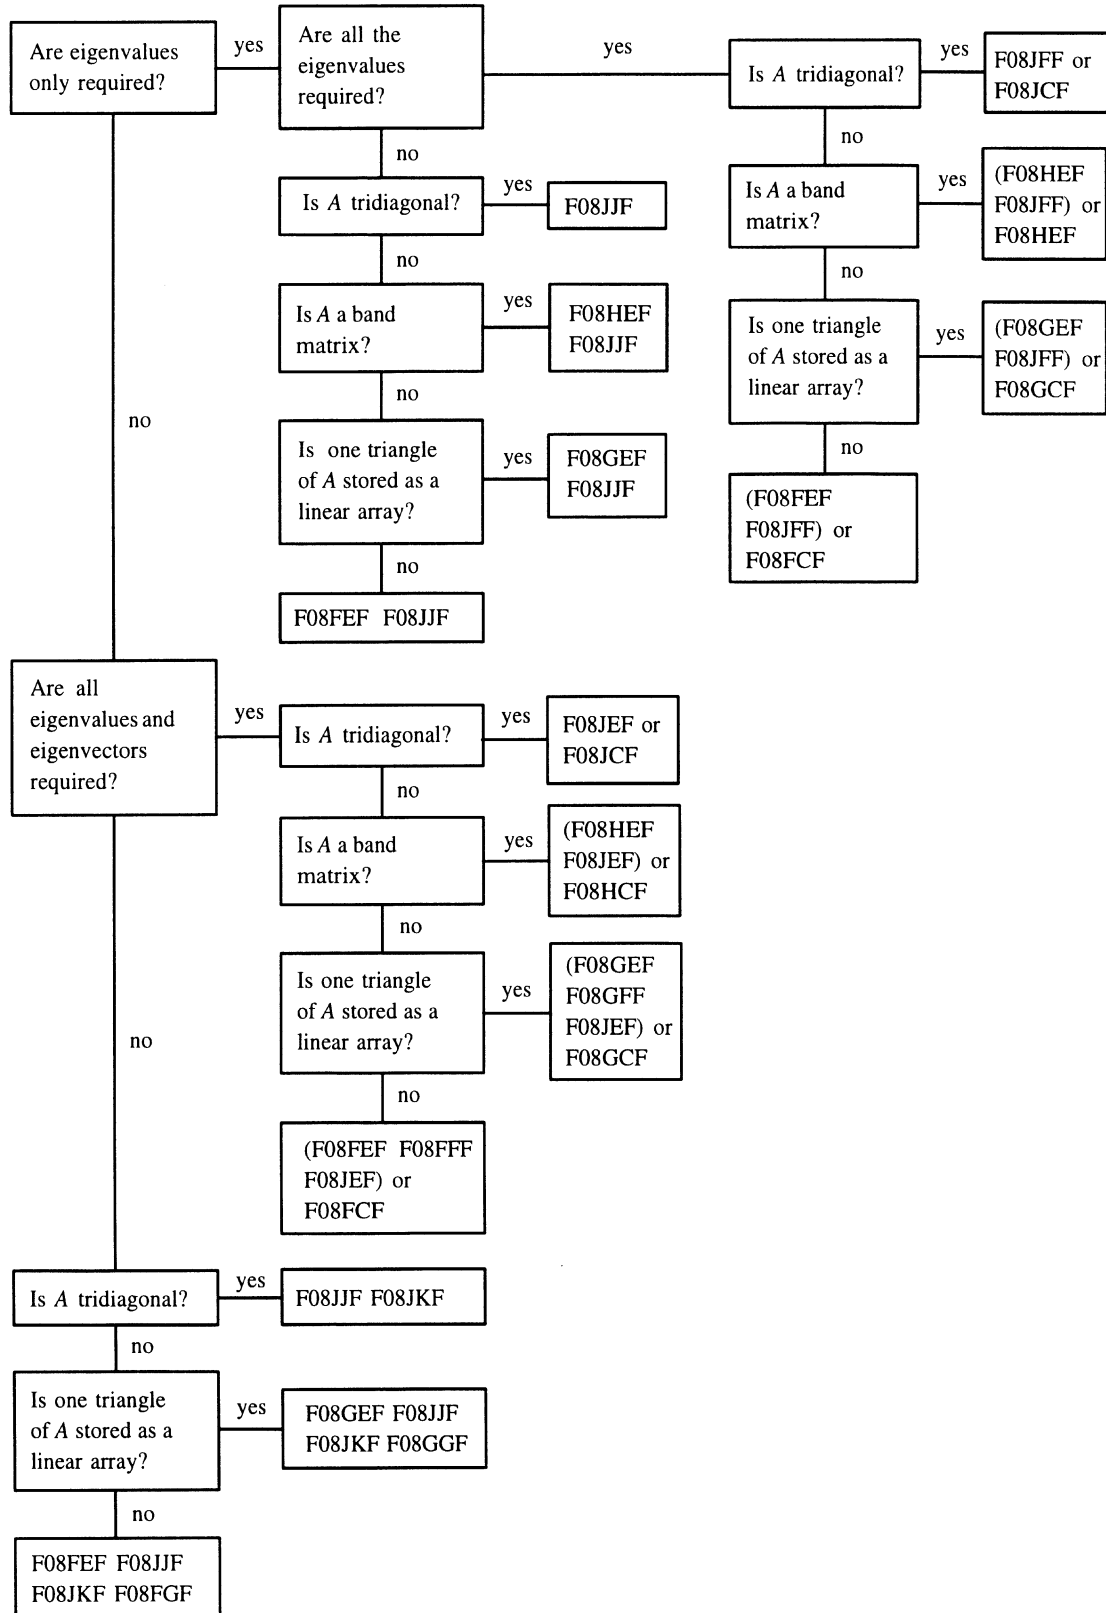 Are eigenvalues
only required?
yes
Are all the
eigenvalues
required?
yes
Is A tridiagonal?
yes
F08JFF or
F08JCF
no
Is A a band
matrix?
yes
(F08HEF
F08JFF) or
F08HEF
no
Is one triangle
of A stored as a
linear array?
yes
(F08GEF
F08JFF) or
F08GCF
no
(F08FEF
F08JFF) or
F08FCF
no
Is A tridiagonal?
yes
F08JJF
no
Is A a band
matrix?
yes
F08HEF
F08JJF
no
Is one triangle
of A stored as a
linear array?
yes
F08GEF
F08JJF
no
F08FEF F08JJF
no
Are all
eigenvalues and
eigenvectors
required?
yes
Is A tridiagonal?
yes
F08JEF or
F08JCF
no
Is A a band
matrix?
yes
(F08HEF
F08JEF) or
F08HCF
no
Is one triangle
of A stored as a
linear array?
yes
(F08GEF
F08GFF
F08JEF) or
F08GCF
no
(F08FEF F08FFF
F08JEF) or
F08FCF
no
Is A tridiagonal?
yes
F08JJF F08JKF
no
Is one triangle
of A stored as a
linear array?
yes
F08GEF F08JJF
F08JKF F08GGF
no
F08FEF F08JJF
F08JKF F08FGF